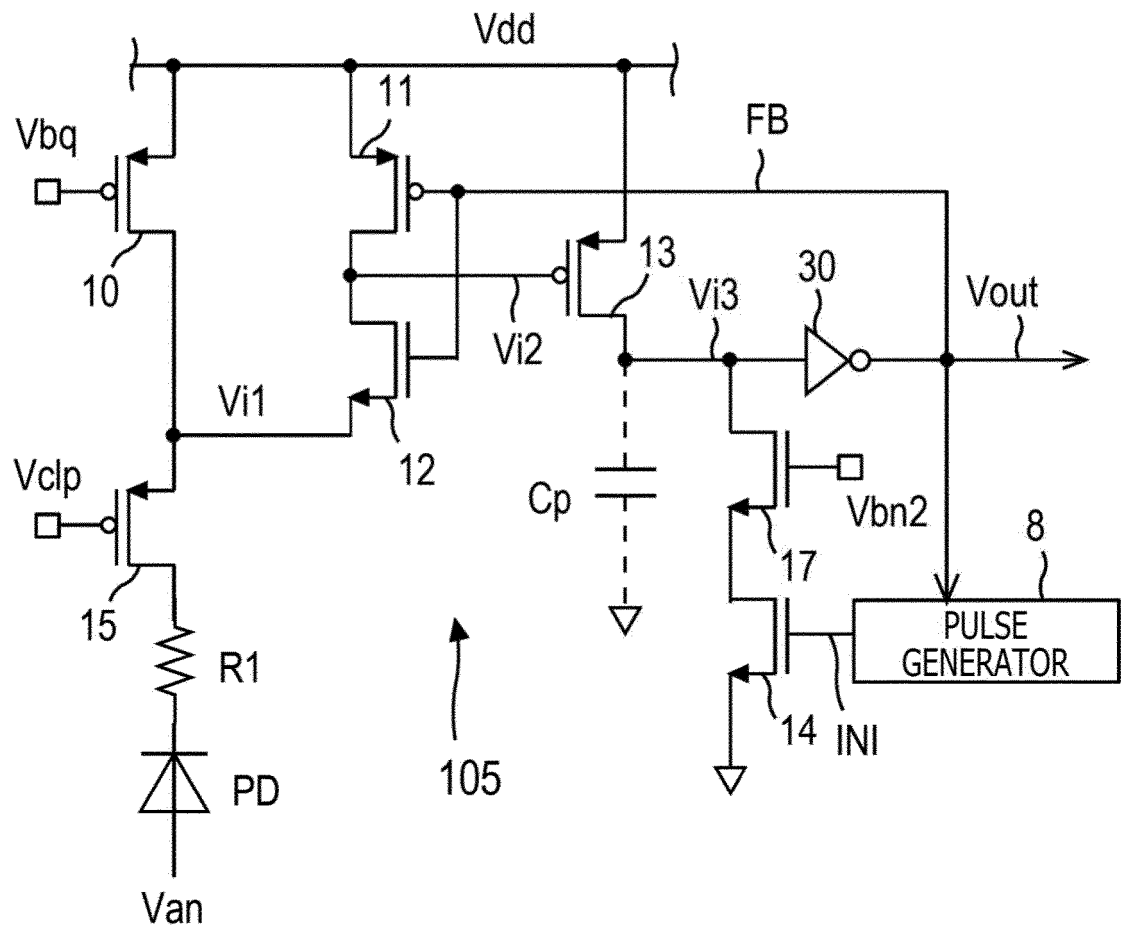 Vdd
11
FB
Vbq
10
13
30
Vi3
Vout
Vi2
Vi1
12
Vclp
Cp
Vbn2
17
8
15
PULSE
GENERATOR
R1
14
INI
105
PD
Van